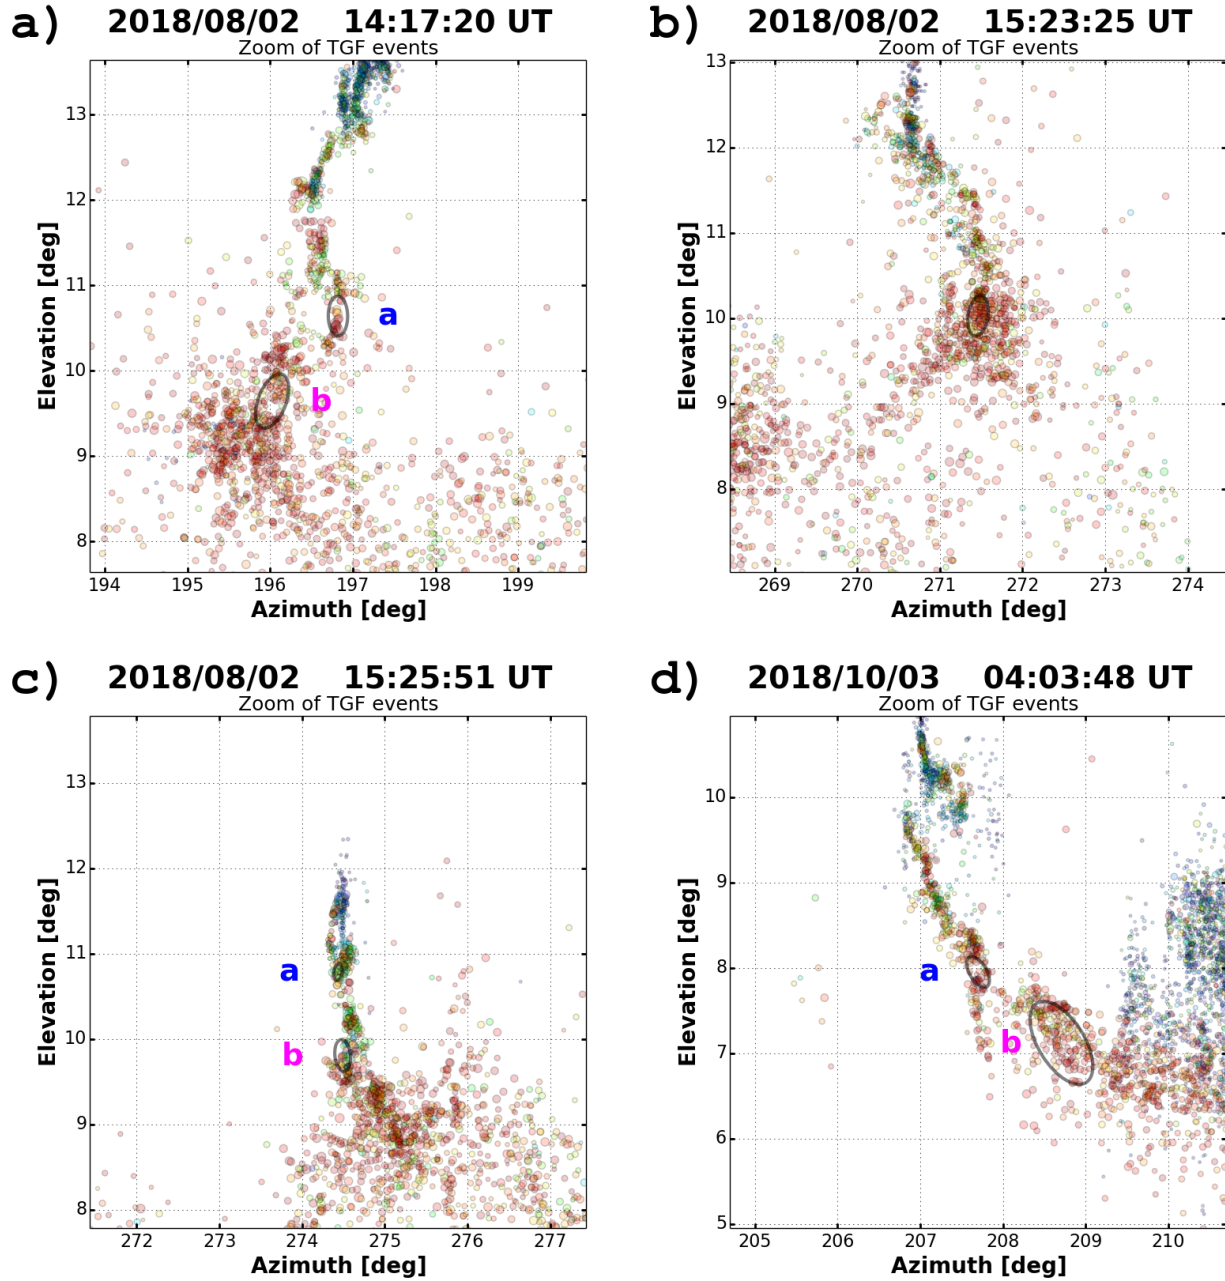 a) 2018/08/02 14:17:20 UT
Zoom of TGF events
13
12
11
10
9
8
Elevation [deg]
a
b
194 195 196 197 198 199
Azimuth [deg]
b) 2018/08/02 15:23:25 UT
Zoom of TGF events
13
12
11
10
9
8
Elevation [deg]
269 270 271 272 273 274
Azimuth [deg]
c) 2018/08/02 15:25:51 UT
Zoom of TGF events
13
12
11
10
9
8
Elevation [deg]
a
b
272 273 274 275 276 277
Azimuth [deg]
d) 2018/10/03 04:03:48 UT
Zoom of TGF events
10
9
8
7
6
5
Elevation [deg]
a
b
205 206 207 208 209 210
Azimuth [deg]